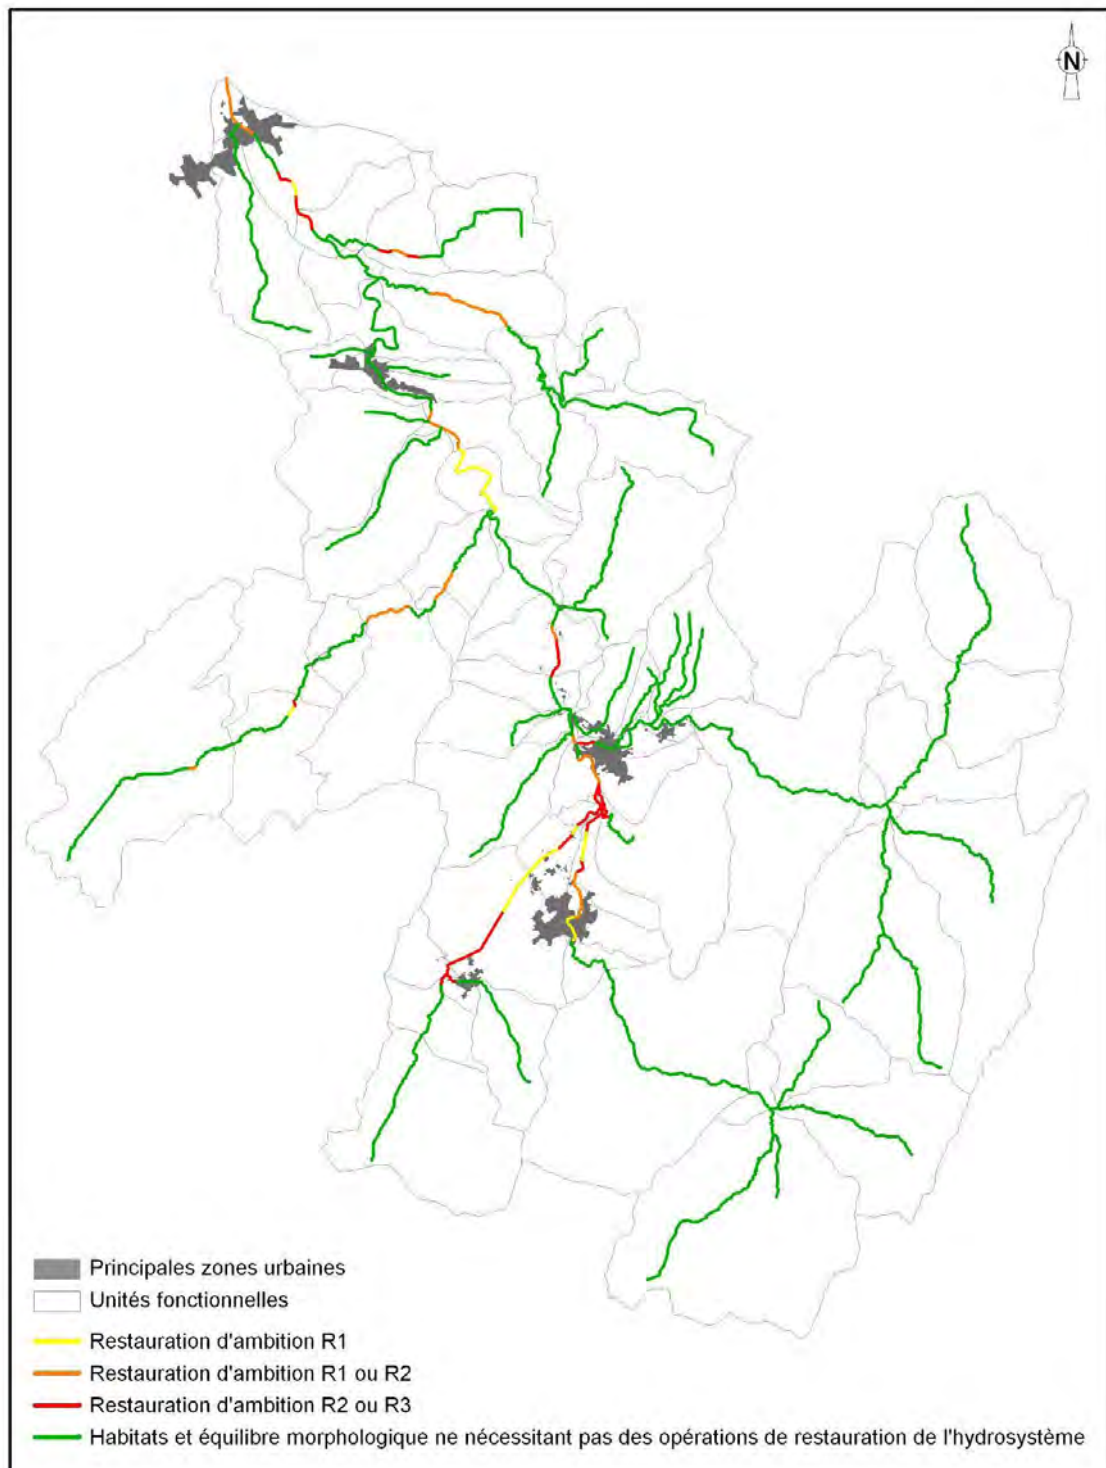 N
Principales zones urbaines
Unités fonctionnelles
Restauration d'ambition R1
Restauration d'ambition R1 ou R2
Restauration d'ambition R2 ou R3
Habitats et équilibre morphologique ne nécessitant pas des opérations de restauration de l'hydrosystème